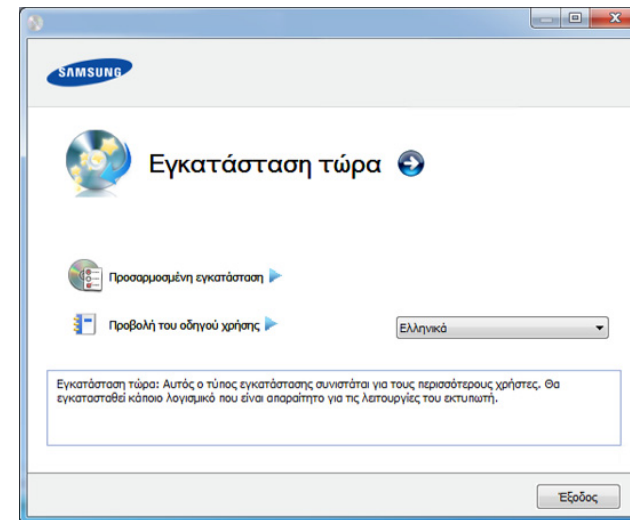 SAMSUNG
Εγκατάσταση τώρα
Προσαρμοσμένη εγκατάσταση
Προβολή του οδηγού χρήσης
Ελληνικά
Εγκατάσταση τώρα: Αυτός ο τύπος εγκατάστασης συνιστάται για τους περισσότερους χρήστες. Θα
εγκατασταθεί κάποιο λογισμικό που είναι απαραίτητο για τις λειτουργίες του εκτυπωτή.
Έξοδος